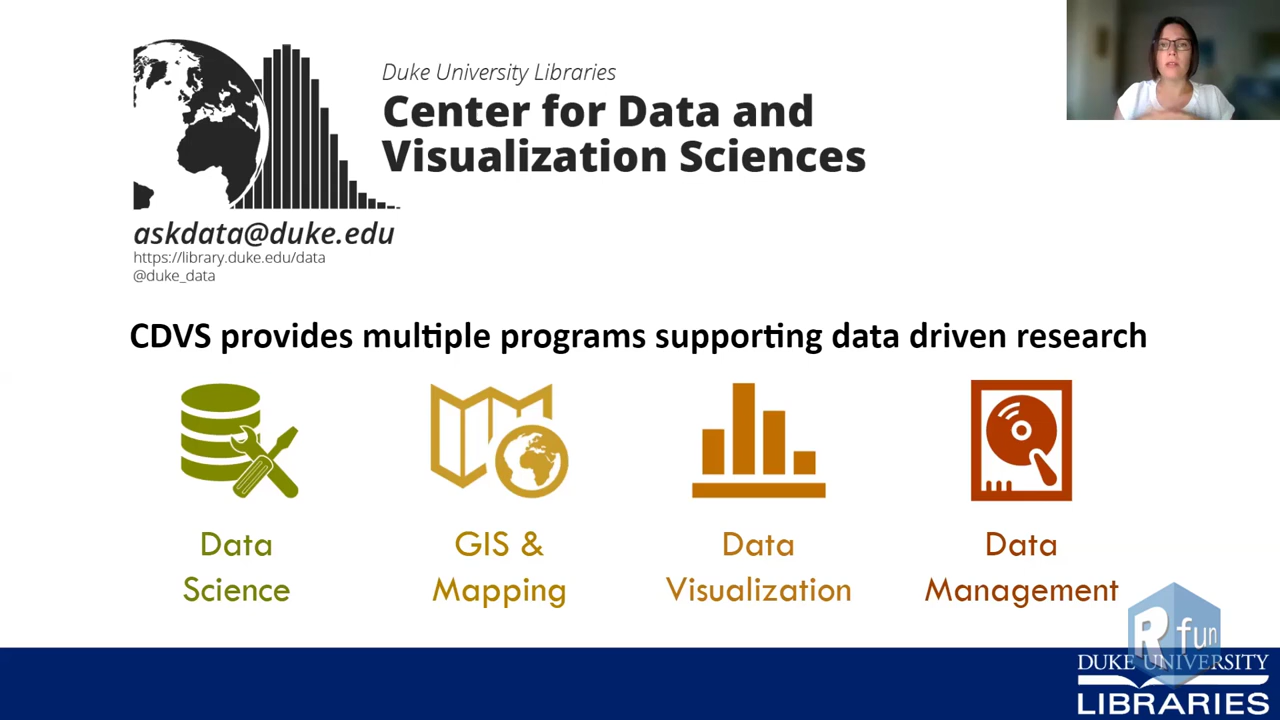 Duke University Libraries
Center for Data and
Visualization Sciences
askdata@duke.edu
https://library.duke.edu/data
@duke_data
CDVS provides multiple programs supporting data driven research
Data
Science
GIS &
Mapping
Data
Visualization
Data
Management
R fun
DUKE UNIVERSITY
LIBRARIES